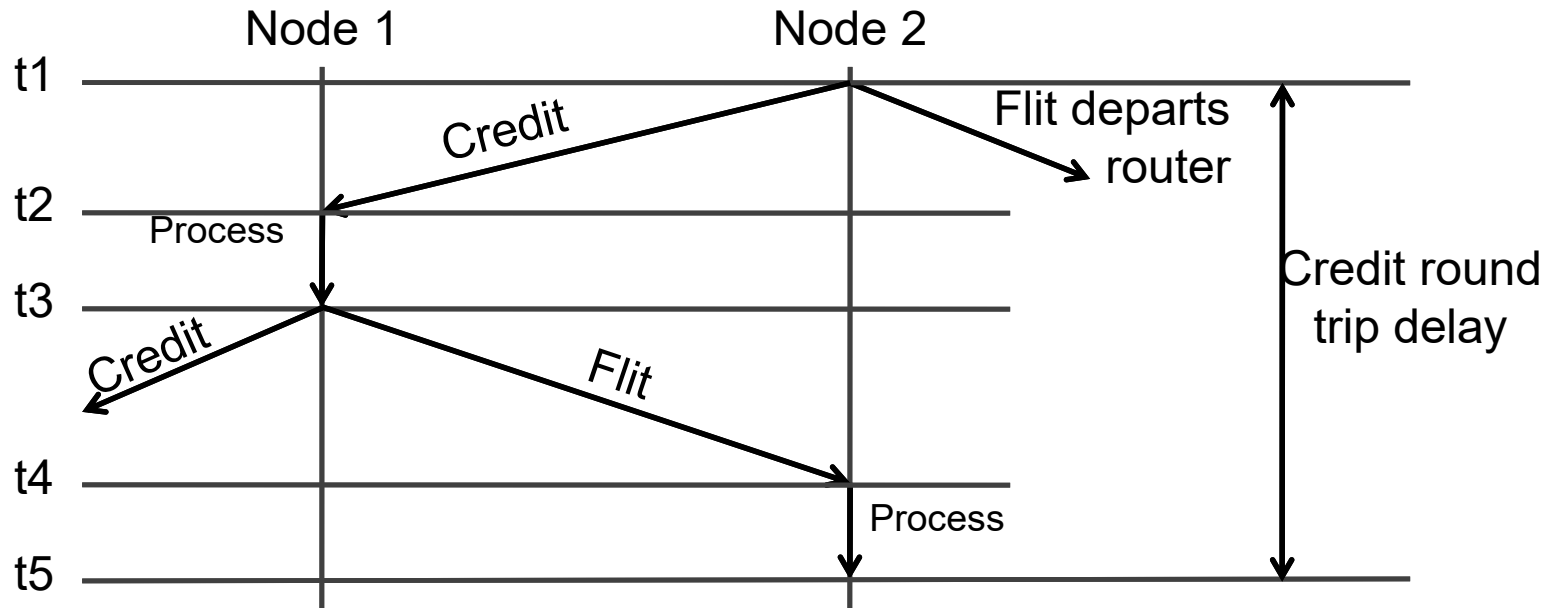 Node 1
Node 2
t1
Flit departs
router
Credit
t2
Process
Credit round
trip delay
t3
Credit
Flit
t4
Process
t5